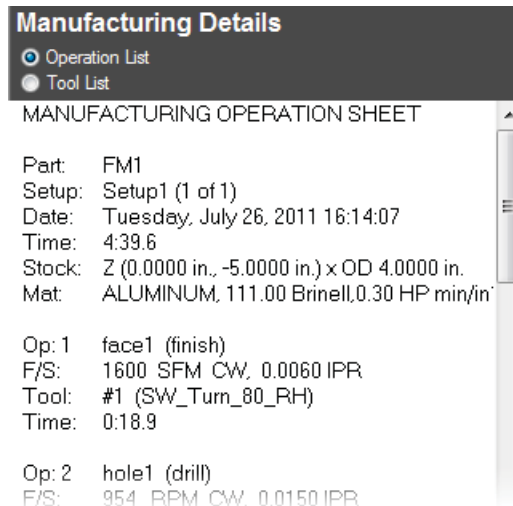 Manufacturing Details
Operation List
Tool List
MANUFACTURING OPERATION SHEET
Part: FM1
Setup: Setup1 (1 of 1)
Date: Tuesday, July 26, 2011 16:14:07
Time: 4:39.6
Stock: Z (0.0000 in., -5.0000 in.) x OD 4.0000 in.
Mat: ALUMINUM, 111.00 Brinell,0.30 HP min/in
Op: 1 face1 (finish)
F/S: 1600 SFM CW, 0.0060 IPR
Tool: #1 (SW_Turn_80_RH)
Time: 0:18.9
Op: 2 hole1 (drill)
F/S: 954 RPM CW, 0.0150 IPR